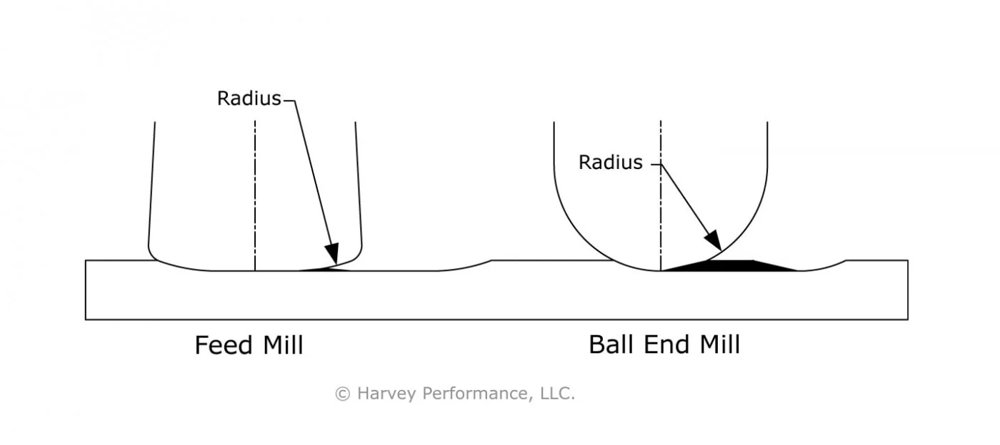 Radius
Radius
Feed Mill
Ball End Mill
© Harvey Performance, LLC.